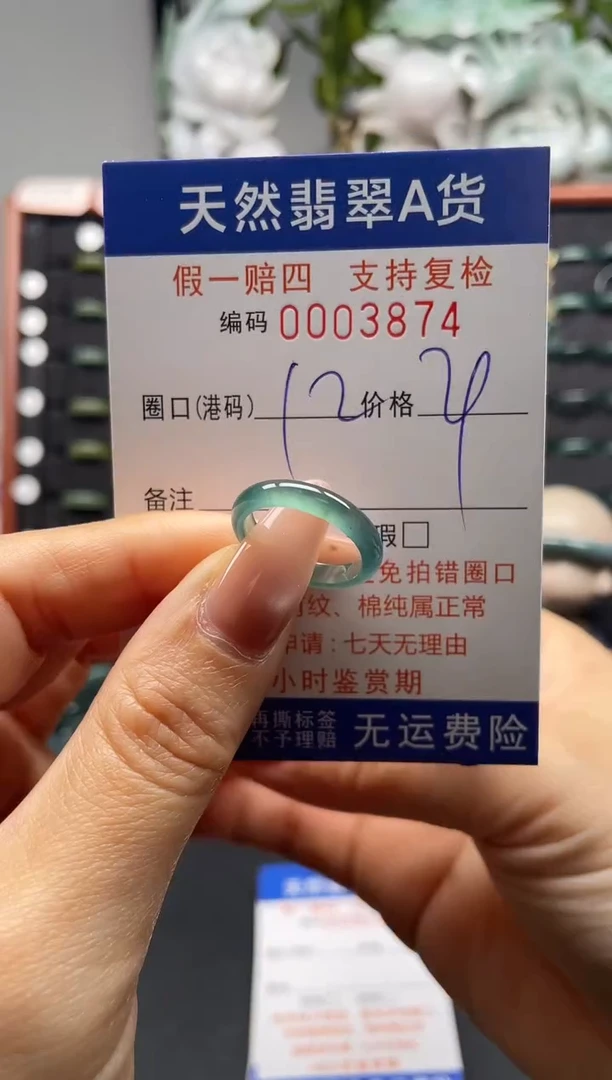 天然翡翠A货
假一赔四 支持复检
编码 0003874
圈口(港码) 12 价格
备注
假□
免拍错圈口
纹、棉纯属正常
申请:七天无理由
小时鉴赏期
再撕标签
不予理赔 无运费险